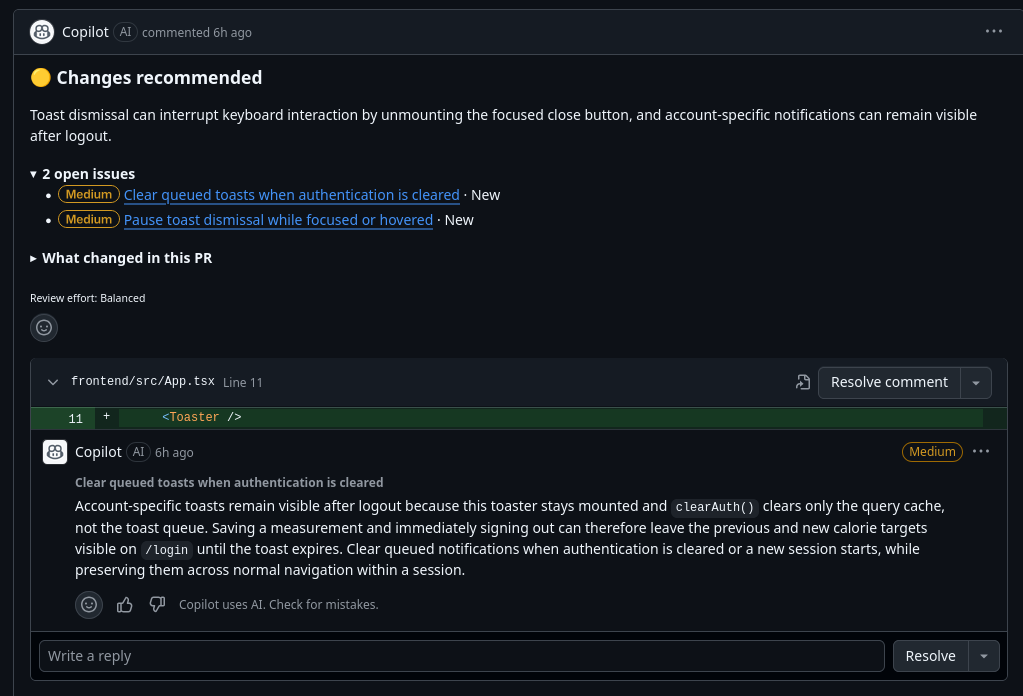 Copilot AI commented 6h ago
Changes recommended
Toast dismissal can interrupt keyboard interaction by unmounting the focused close button, and account-specific notifications can remain visible
after logout.
2 open issues
Medium Clear queued toasts when authentication is cleared · New
Medium Pause toast dismissal while focused or hovered · New
What changed in this PR
Review effort: Balanced
frontend/src/App.tsx Line 11 Resolve comment
11 + <Toaster />
Copilot AI 6h ago Medium
Clear queued toasts when authentication is cleared
Account-specific toasts remain visible after logout because this toaster stays mounted and clearAuth() clears only the query cache,
not the toast queue. Saving a measurement and immediately signing out can therefore leave the previous and new calorie targets
visible on /login until the toast expires. Clear queued notifications when authentication is cleared or a new session starts, while
preserving them across normal navigation within a session.
Copilot uses AI. Check for mistakes.
Write a reply Resolve